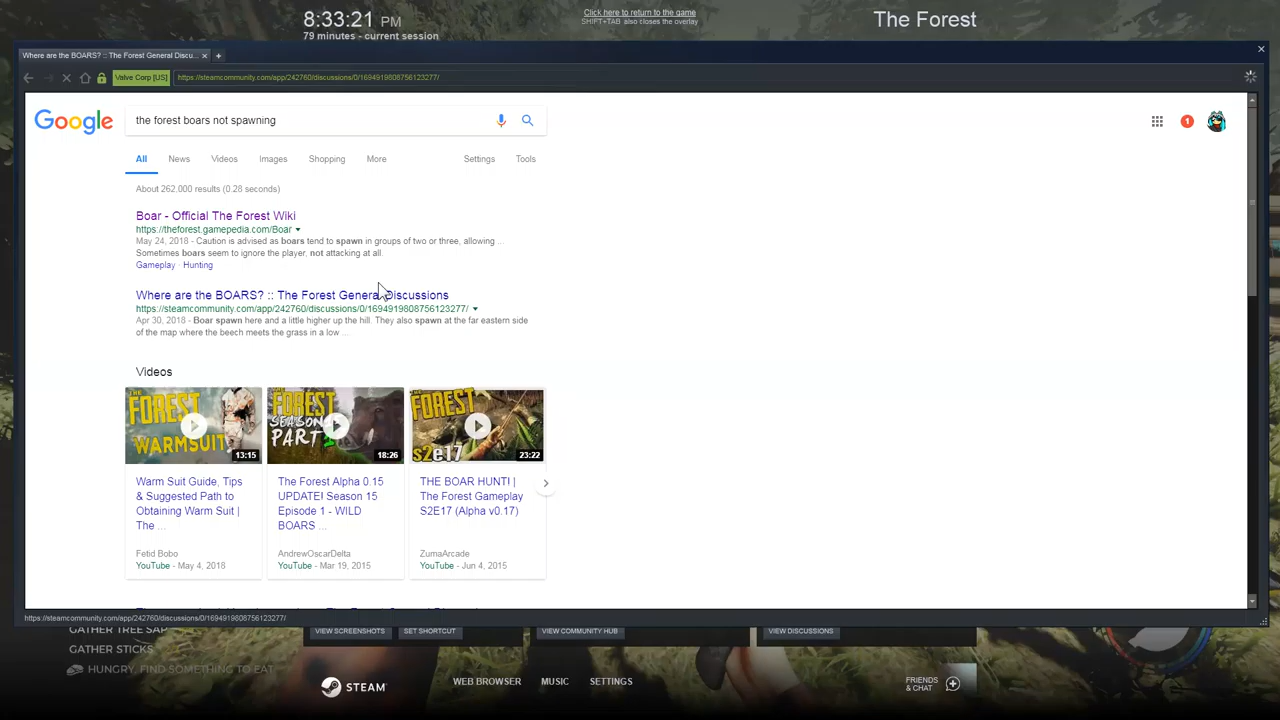 8:33:21 PM
79 minutes - current session
Click here to return to the game
SHIFT+TAB also closes the overlay
The Forest
Where are the BOARS? :: The Forest General Discu...
Valve Corp [US]
https://steamcommunity.com/app/242760/discussions/0/1694919808756123277/
Google
the forest boars not spawning
1
All
News
Videos
Images
Shopping
More
Settings
Tools
About 262,000 results (0.28 seconds)
Boar - Official The Forest Wiki
https://theforest.gamepedia.com/Boar
May 24, 2018 - Caution is advised as boars tend to spawn in groups of two or three, allowing ...
Sometimes boars seem to ignore the player, not attacking at all.
Gameplay · Hunting
Where are the BOARS? :: The Forest General Discussions
https://steamcommunity.com/app/242760/discussions/0/1694919808756123277/
Apr 30, 2018 - Boar spawn here and a little higher up the hill. They also spawn at the far eastern side
of the map where the beech meets the grass in a low ...
Videos
THE FOREST WARMSUIT
13:15
FOREST SEASON PART 1
18:26
FOREST s2e17
23:22
Warm Suit Guide, Tips
& Suggested Path to
Obtaining Warm Suit |
The ...
Fetid Bobo
YouTube - May 4, 2018
The Forest Alpha 0.15
UPDATE! Season 15
Episode 1 - WILD
BOARS ...
AndrewOscarDelta
YouTube - Mar 19, 2015
THE BOAR HUNT! |
The Forest Gameplay
S2E17 (Alpha v0.17)
ZumaArcade
YouTube - Jun 4, 2015
https://steamcommunity.com/app/242760/discussions/0/1694919808756123277/
GATHER TREE SAP
GATHER STICKS
HUNGRY, FIND SOMETHING TO EAT
VIEW SCREENSHOTS
SET SHORTCUT
VIEW COMMUNITY HUB
VIEW DISCUSSIONS
STEAM
WEB BROWSER
MUSIC
SETTINGS
FRIENDS
& CHAT